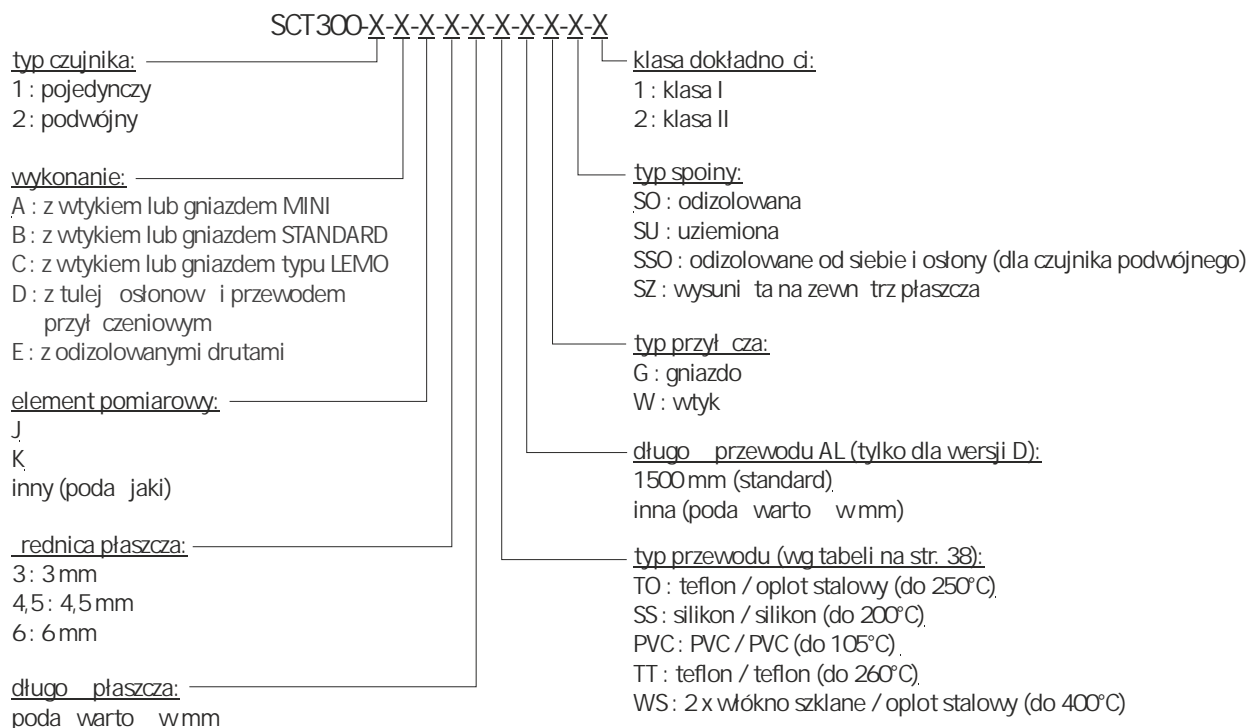 SCT300-X-X-X-X-X-X-X-X-X-X
typ czujnika:
1 : pojedynczy
2 : podwójny
wykonanie:
A : z wtykiem lub gniazdem MINI
B : z wtykiem lub gniazdem STANDARD
C : z wtykiem lub gniazdem typu LEMO
D : z tulej osłonow i przewodem
przył czeniowym
E : z odizolowanymi drutami
element pomiarowy:
J
K
inny (poda jaki)
rednica płaszcza:
3 : 3 mm
4,5 : 4,5 mm
6 : 6 mm
długo płaszcza:
poda warto w mm
klasa dokładno ci:
1 : klasa I
2 : klasa II
typ spoiny:
SO : odizolowana
SU : uziemiona
SSO : odizolowane od siebie i osłony (dla czujnika podwójnego)
SZ : wysuni ta na zewn trz płaszcza
typ przył cza:
G : gniazdo
W : wtyk
długo przewodu AL (tylko dla wersji D):
1500 mm (standard)
inna (poda warto w mm)
typ przewodu (wg tabeli na str. 38):
TO : teflon / oplot stalowy (do 250°C)
SS : silikon / silikon (do 200°C)
PVC : PVC / PVC (do 105°C)
TT : teflon / teflon (do 260°C)
WS : 2 x włókno szklane / oplot stalowy (do 400°C)